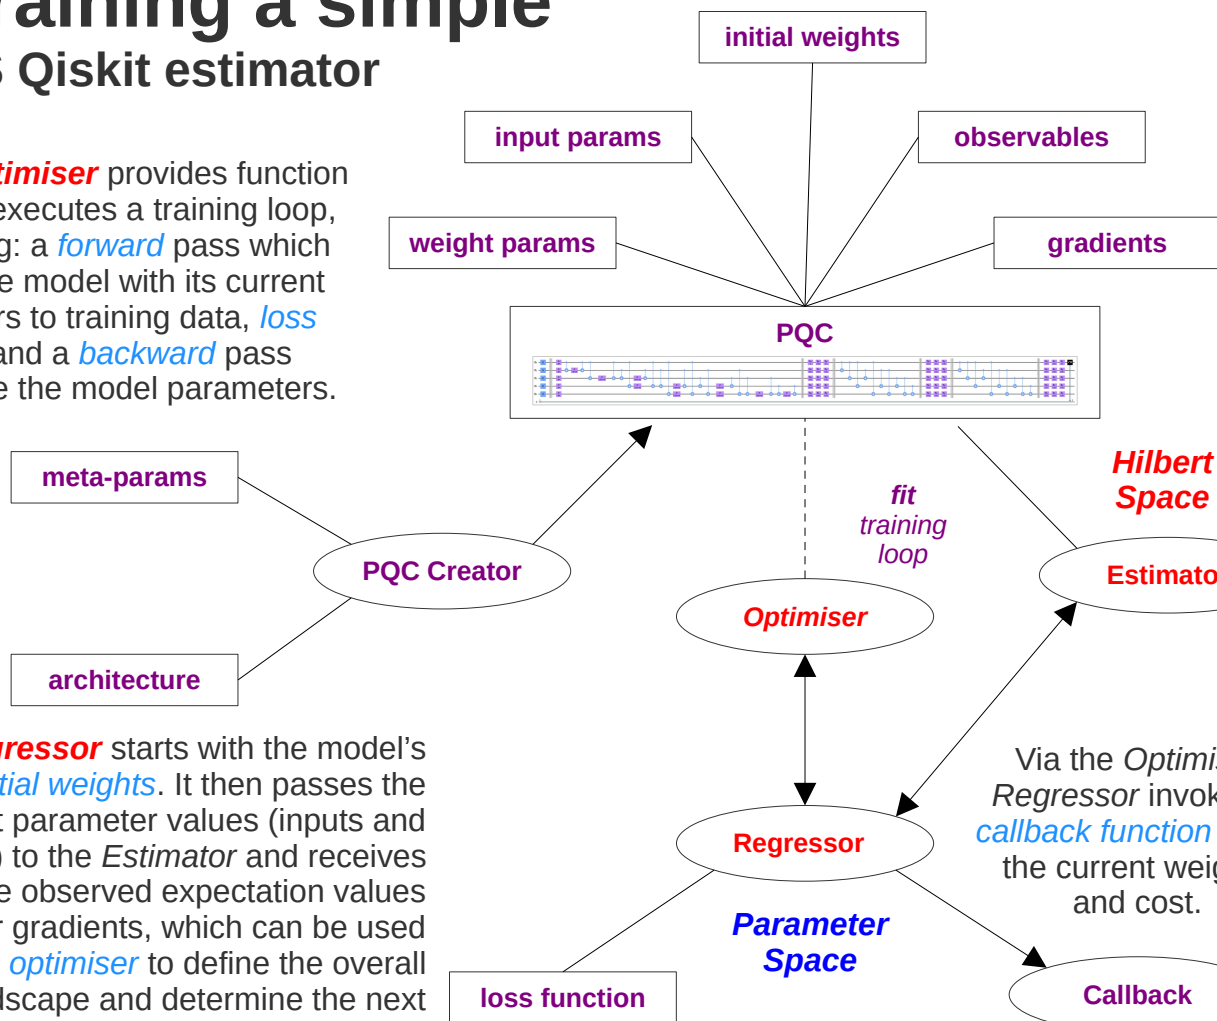 raining a simple
S Qiskit estimator
initial weights
input params
observables
timiser provides function
executes a training loop,
g: a forward pass which
e model with its current
rs to training data, loss
and a backward pass
e the model parameters.
weight params
gradients
PQC
meta-params
Hilbert
Space
fit
training
loop
PQC Creator
Estimato
Optimiser
architecture
gressor starts with the model's
tial weights. It then passes the
t parameter values (inputs and
) to the Estimator and receives
e observed expectation values
r gradients, which can be used
optimiser to define the overall
dscape and determine the next
Via the Optimis
Regressor invok
callback function
the current weig
and cost.
Regressor
Parameter
Space
loss function
Callback